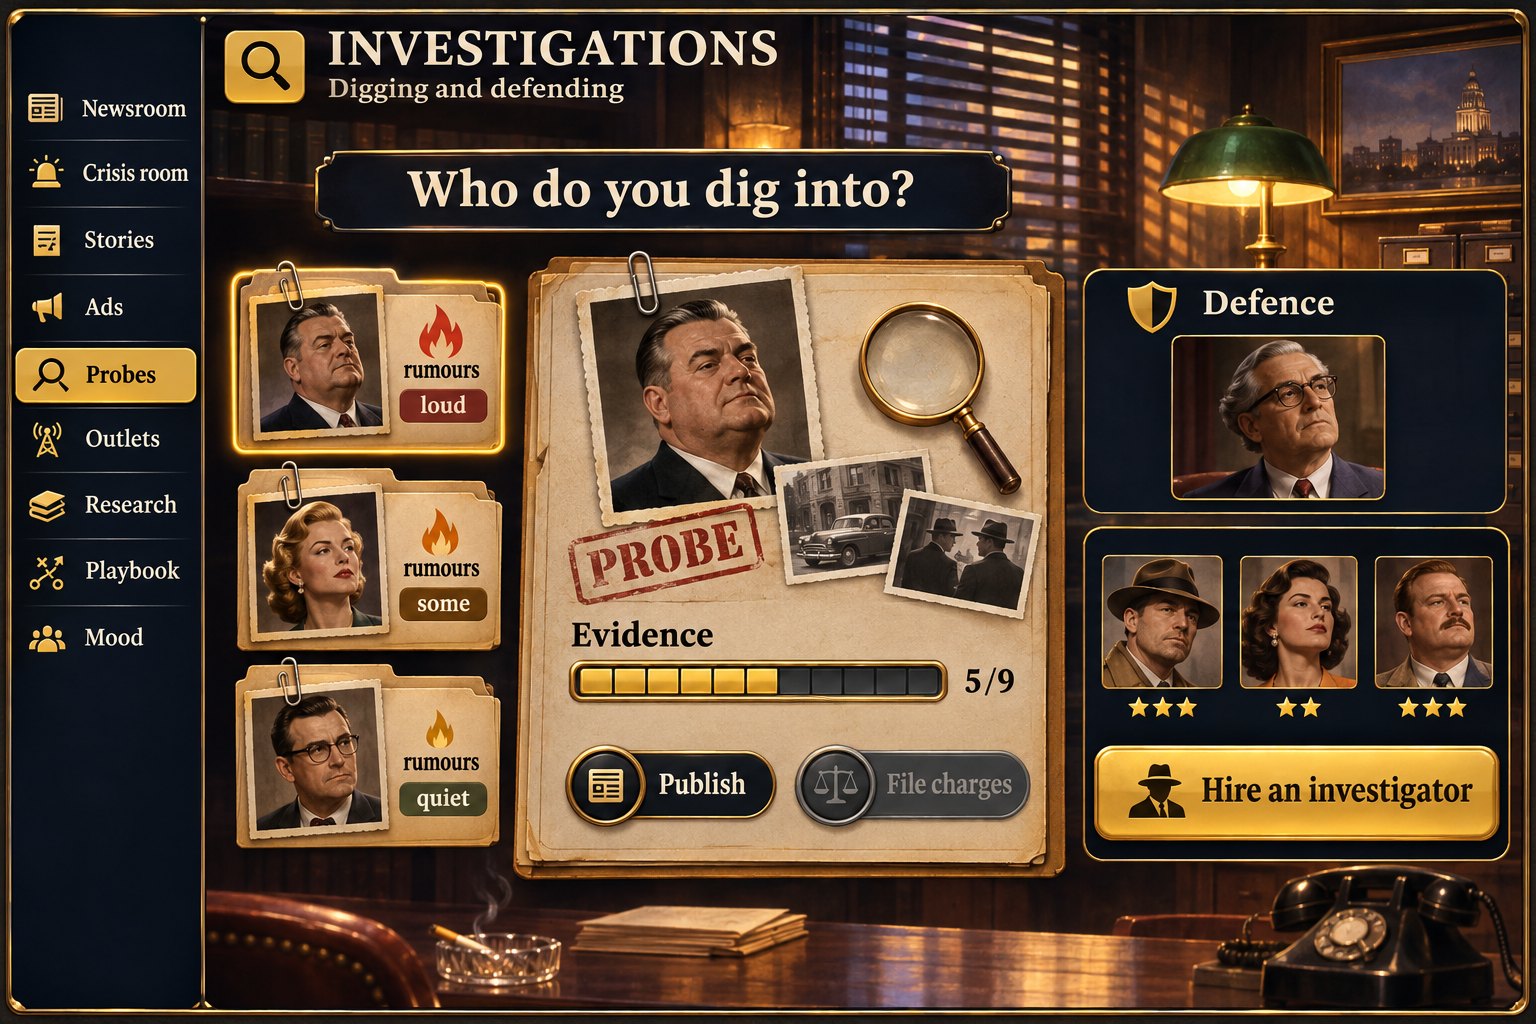 INVESTIGATIONS
Digging and defending
Newsroom
Crisis room
Stories
Ads
Probes
Outlets
Research
Playbook
Mood
Who do you dig into?
rumours
loud
rumours
some
rumours
quiet
PROBE
Evidence
5/9
Publish
File charges
Defence
Hire an investigator